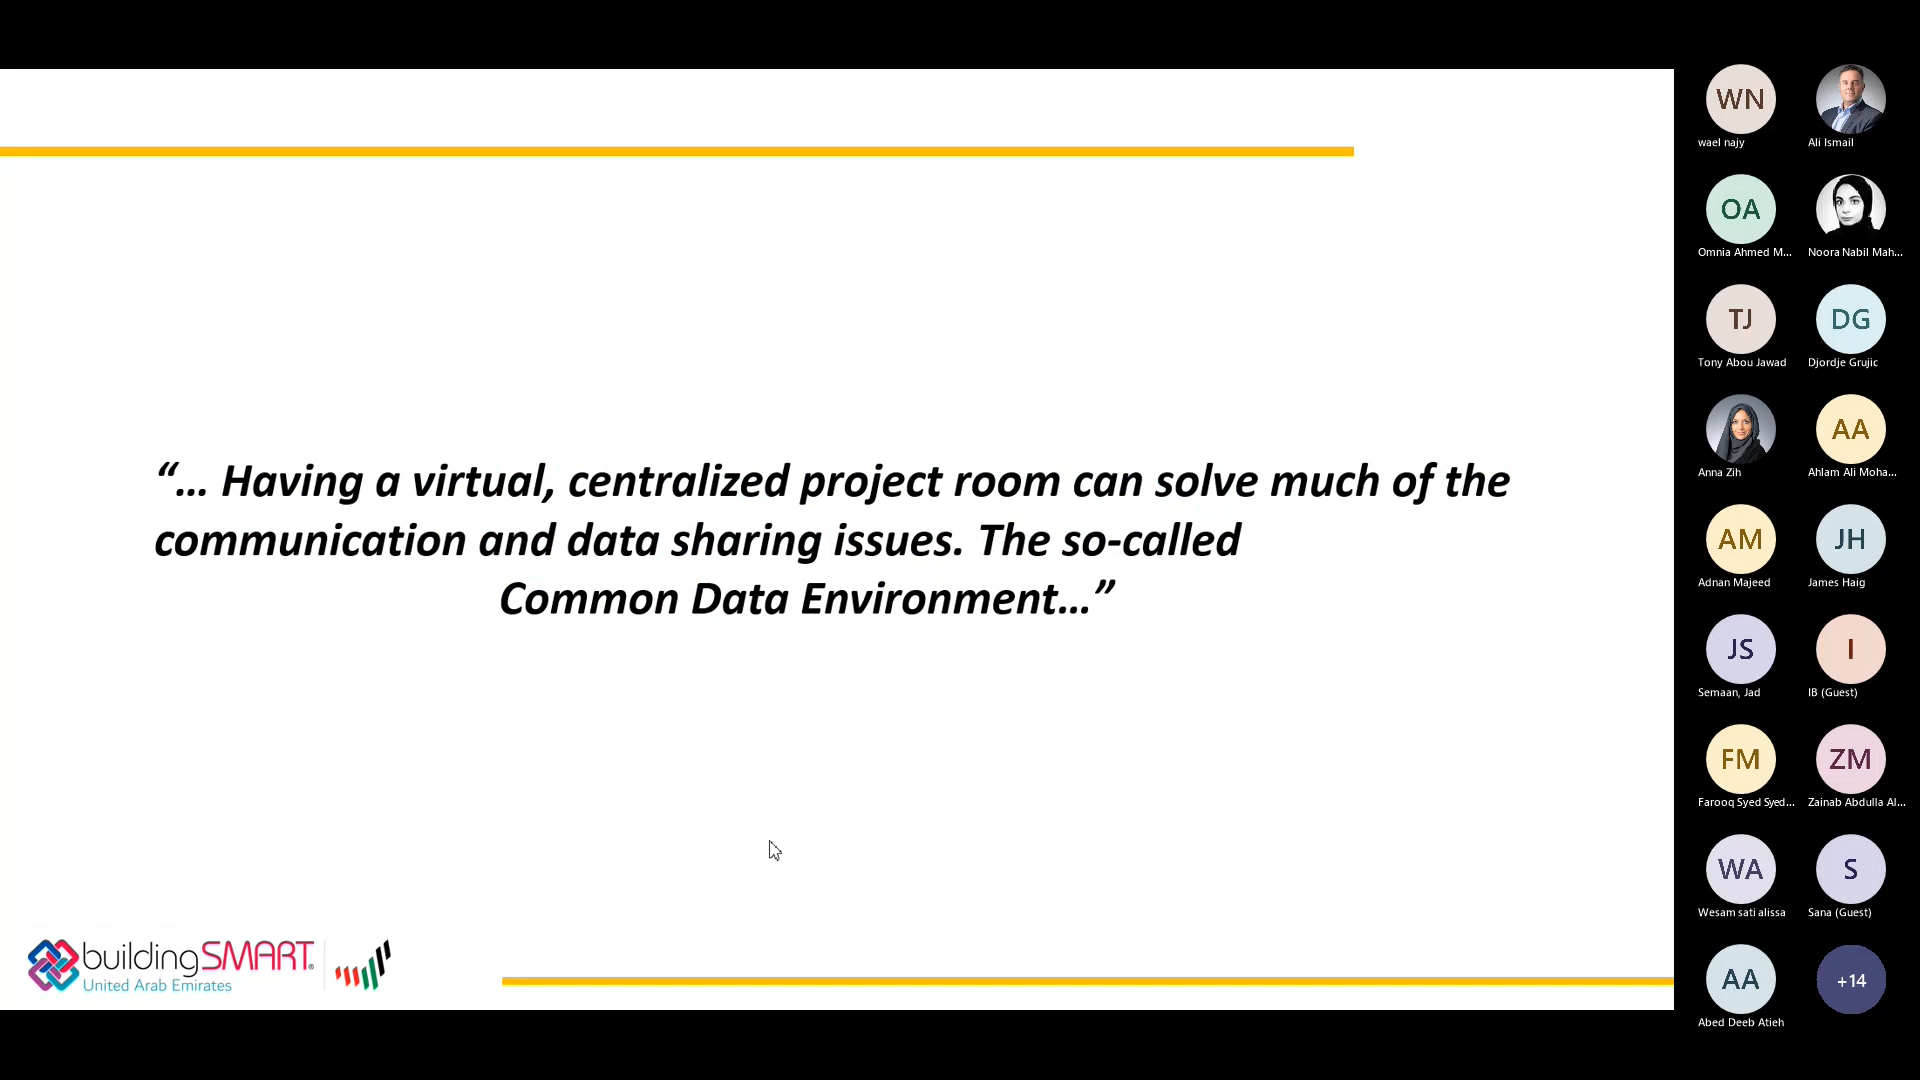 “... Having a virtual, centralized project room can solve much of the
communication and data sharing issues. The so-called
Common Data Environment...”
buildingSMART®
United Arab Emirates
WN
wael najy
Ali Ismail
OA
Omnia Ahmed M...
Noora Nabil Mah...
TJ
Tony Abou Jawad
DG
Djordje Grujic
Anna Zih
AA
Ahlam Ali Moha...
AM
Adnan Majeed
JH
James Haig
JS
Semaan, Jad
I
IB (Guest)
FM
Farooq Syed Syed...
ZM
Zainab Abdulla Al...
WA
Wesam sati alissa
S
Sana (Guest)
AA
Abed Deeb Atieh
+14